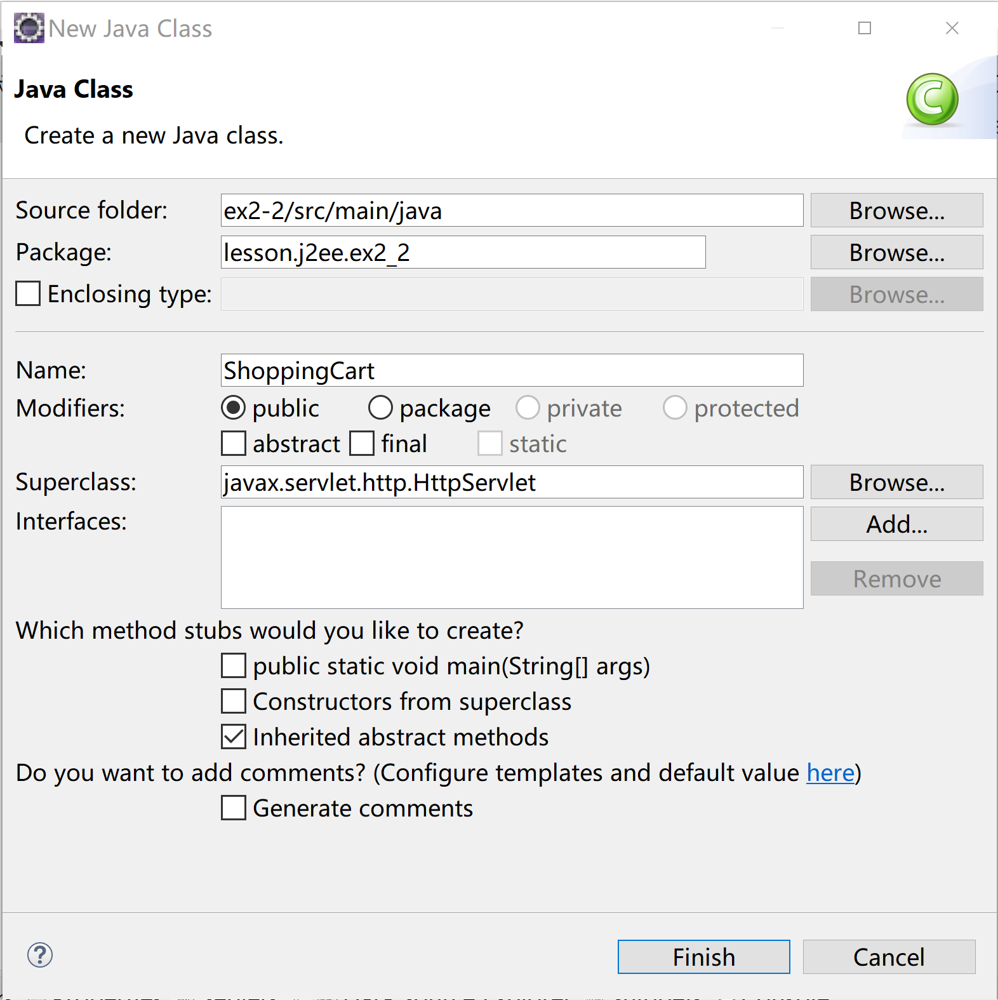 New Java Class
Java Class
Create a new Java class.
Source folder: ex2-2/src/main/java Browse...
Package: lesson.j2ee.ex2_2 Browse...
Enclosing type: Browse...
Name: ShoppingCart
Modifiers: public package private protected
abstract final static
Superclass: javax.servlet.http.HttpServlet Browse...
Interfaces: Add...
Remove
Which method stubs would you like to create?
public static void main(String[] args)
Constructors from superclass
Inherited abstract methods
Do you want to add comments? (Configure templates and default value here)
Generate comments
? Finish Cancel